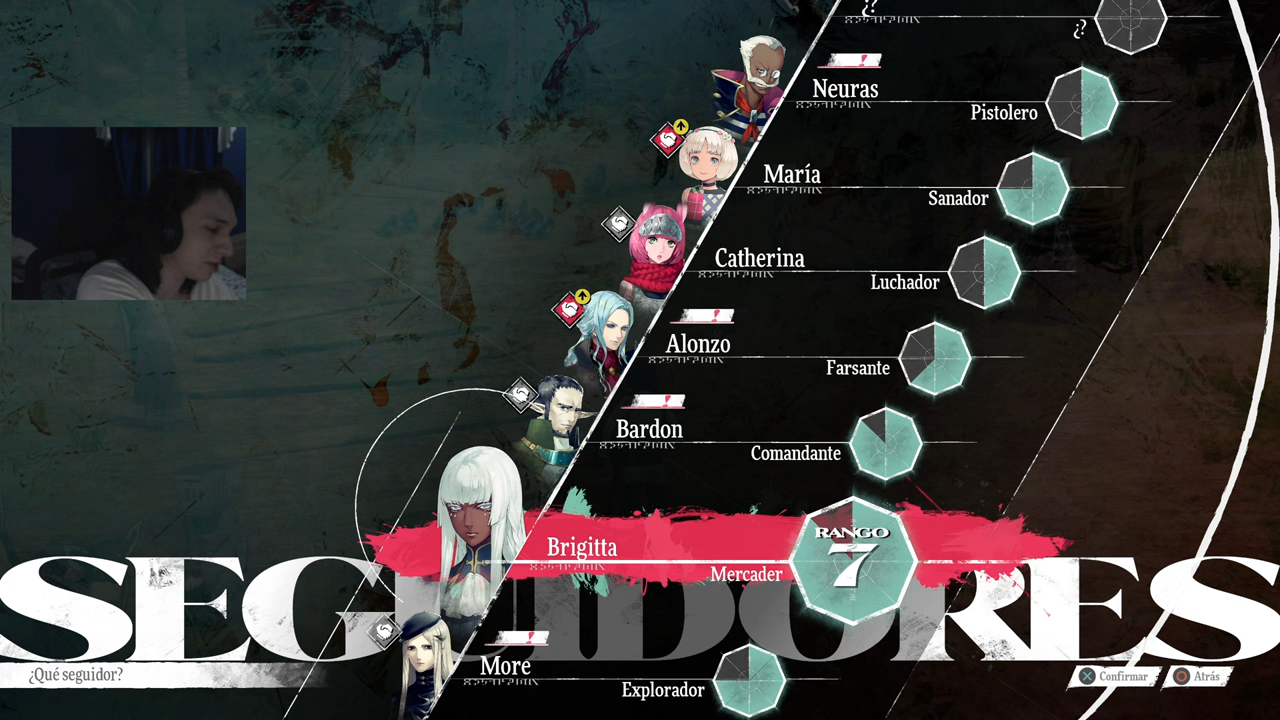 ¿?
¿?
Neuras
Pistolero
María
Sanador
Catherina
Luchador
Alonzo
Farsante
Bardon
Comandante
RANGO
7
Brigitta
Mercader
SEGUIDORES
More
Explorador
¿Qué seguidor?
Confirmar
Atrás